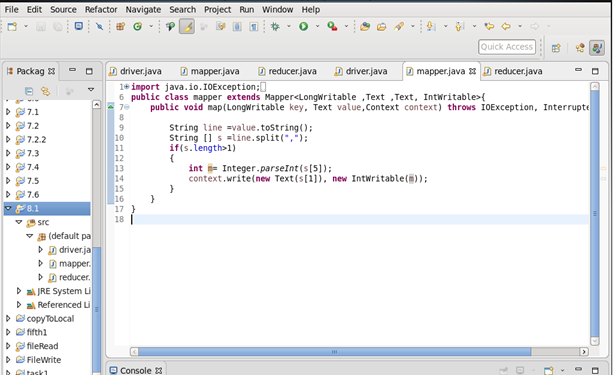 File Edit Source Refactor Navigate Search Project Run Window Help
Quick Access
Packag
driver.java mapper.java reducer.java driver.java mapper.java reducer.java
7.1
7.2
7.2.2
7.3
7.4
7.5
7.6
8.1
src
(default pa
driver.ja
mapper.
reducer.
JRE System Li
Referenced Li
copyToLocal
fifth1
fileRead
FileWrite
task1
1 import java.io.IOException;
6 public class mapper extends Mapper<LongWritable ,Text ,Text, IntWritable>{
7 public void map(LongWritable key, Text value,Context context) throws IOException, Interrupte
8
9 String line =value.toString();
10 String [] s =line.split(",");
11 if(s.length>1)
12 {
13 int m= Integer.parseInt(s[5]);
14 context.write(new Text(s[1]), new IntWritable(m));
15 }
16 }
17 }
18
Console